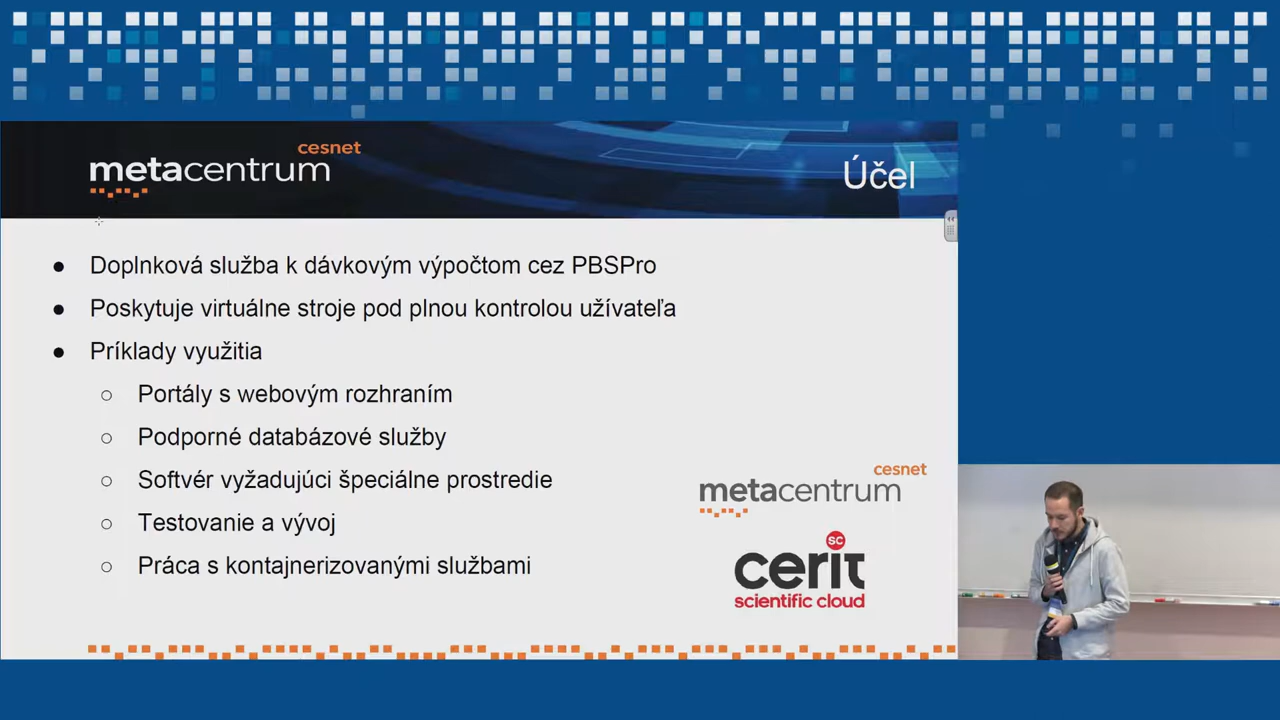 cesnet
metacentrum
Účel
Doplnková služba k dávkovým výpočtom cez PBSPro
Poskytuje virtuálne stroje pod plnou kontrolou užívateľa
Príklady využitia
Portály s webovým rozhraním
Podporné databázové služby
Softvér vyžadujúci špeciálne prostredie
Testovanie a vývoj
Práca s kontajnerizovanými službami
cesnet
metacentrum
sc
cerit
scientific cloud